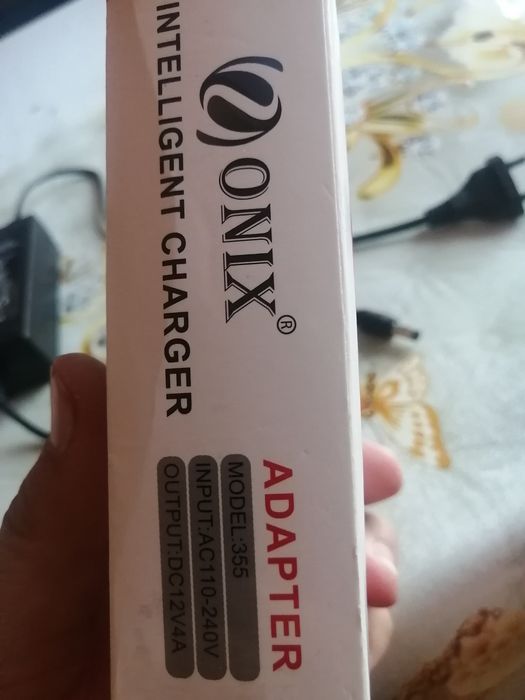 ONIX®
INTELLIGENT CHARGER
ADAPTER
MODEL:355
INPUT:AC110-240V
OUTPUT:DC12V4A